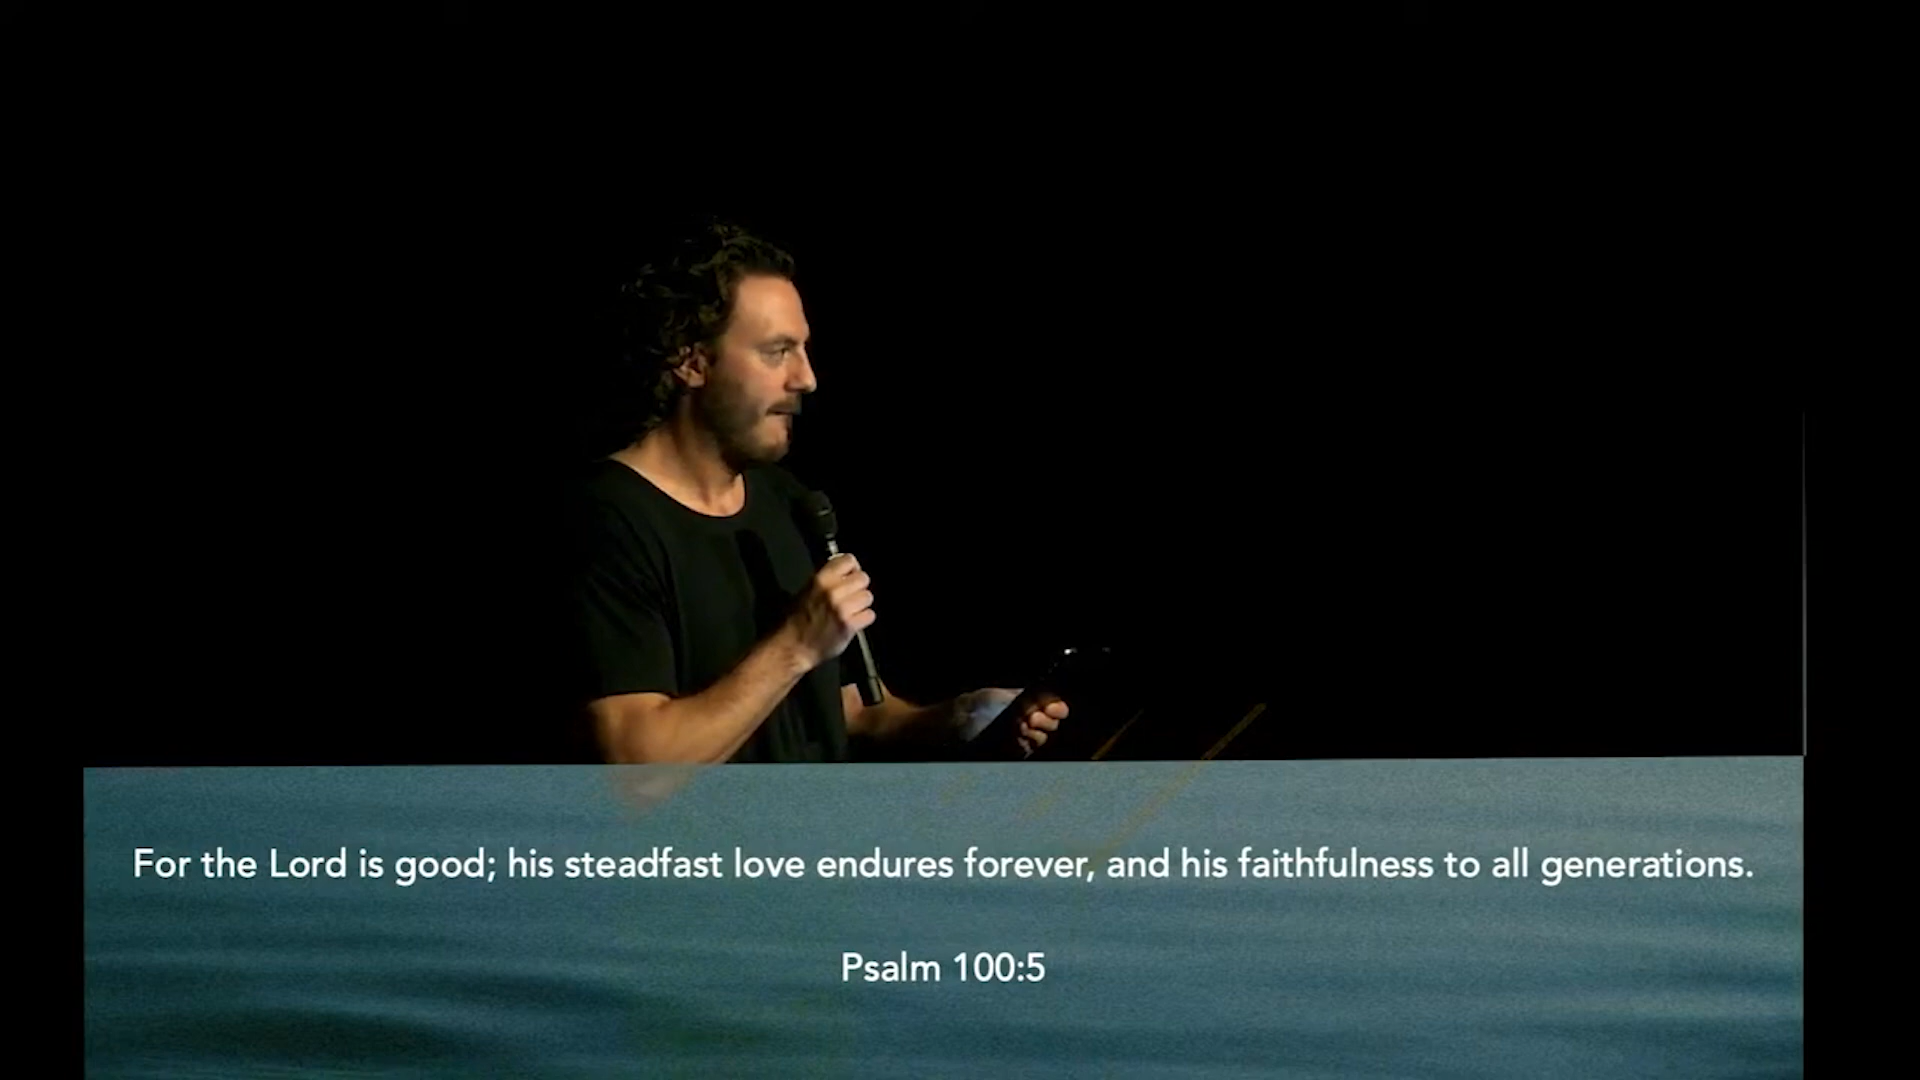 For the Lord is good; his steadfast love endures forever, and his faithfulness to all generations.
Psalm 100:5